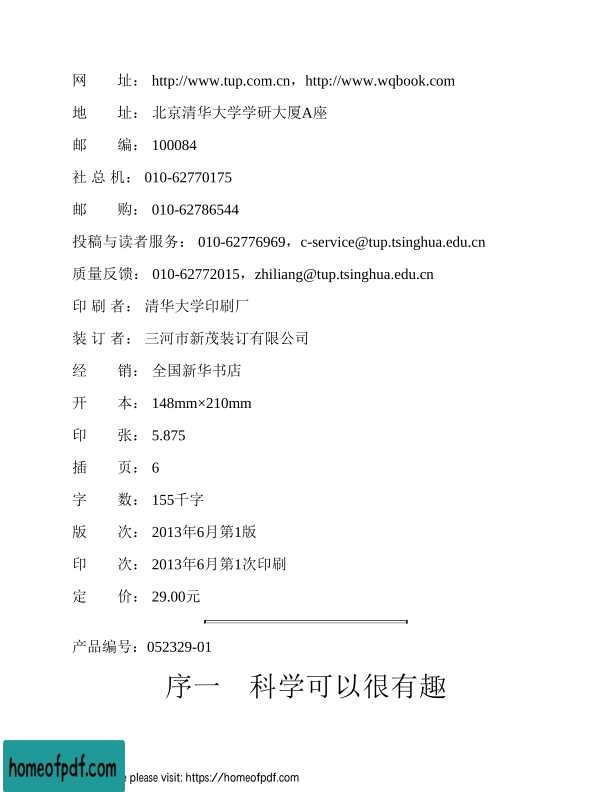 网　　址： http://www.tup.com.cn，http://www.wqbook.com
地　　址： 北京清华大学学研大厦A座
邮　　编： 100084
社 总 机： 010-62770175
邮　　购： 010-62786544
投稿与读者服务： 010-62776969，c-service@tup.tsinghua.edu.cn
质量反馈： 010-62772015，zhiliang@tup.tsinghua.edu.cn
印 刷 者： 清华大学印刷厂
装 订 者： 三河市新茂装订有限公司
经　　销： 全国新华书店
开　　本： 148mm×210mm
印　　张： 5.875
插　　页： 6
字　　数： 155千字
版　　次： 2013年6月第1版
印　　次： 2013年6月第1次印刷
定　　价： 29.00元
产品编号：052329-01
序一　科学可以很有趣
homeofpdf.com
please visit: https://homeofpdf.com